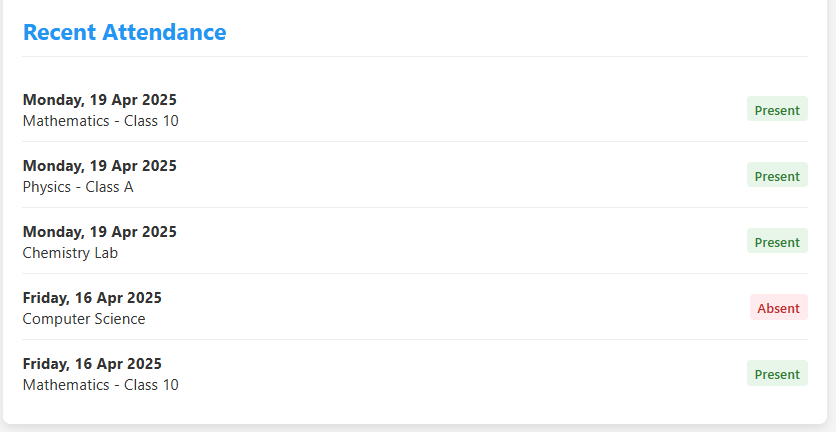 Recent Attendance
Monday, 19 Apr 2025
Mathematics - Class 10
Present
Monday, 19 Apr 2025
Physics - Class A
Present
Monday, 19 Apr 2025
Chemistry Lab
Present
Friday, 16 Apr 2025
Computer Science
Absent
Friday, 16 Apr 2025
Mathematics - Class 10
Present